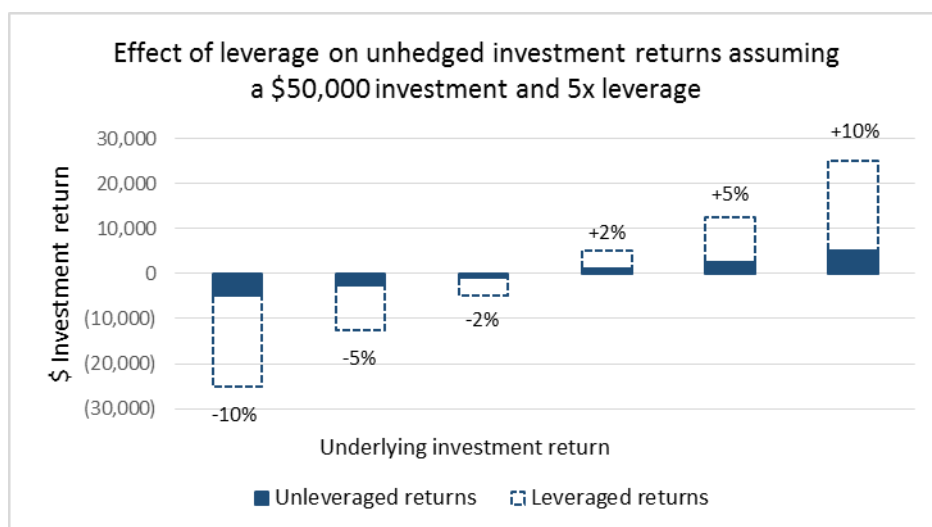 Effect of leverage on unhedged investment returns assuming
a $50,000 investment and 5x leverage
$ Investment return
30,000
20,000
10,000
0
(10,000)
(20,000)
(30,000)
-10%
-5%
-2%
+2%
+5%
+10%
Underlying investment return
Unleveraged returns
Leveraged returns